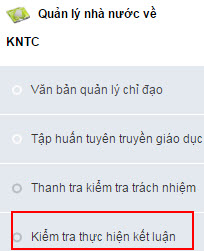 Quản lý nhà nước về
KNTC
Văn bản quản lý chỉ đạo
Tập huấn tuyên truyền giáo dục
Thanh tra kiểm tra trách nhiệm
Kiểm tra thực hiện kết luận